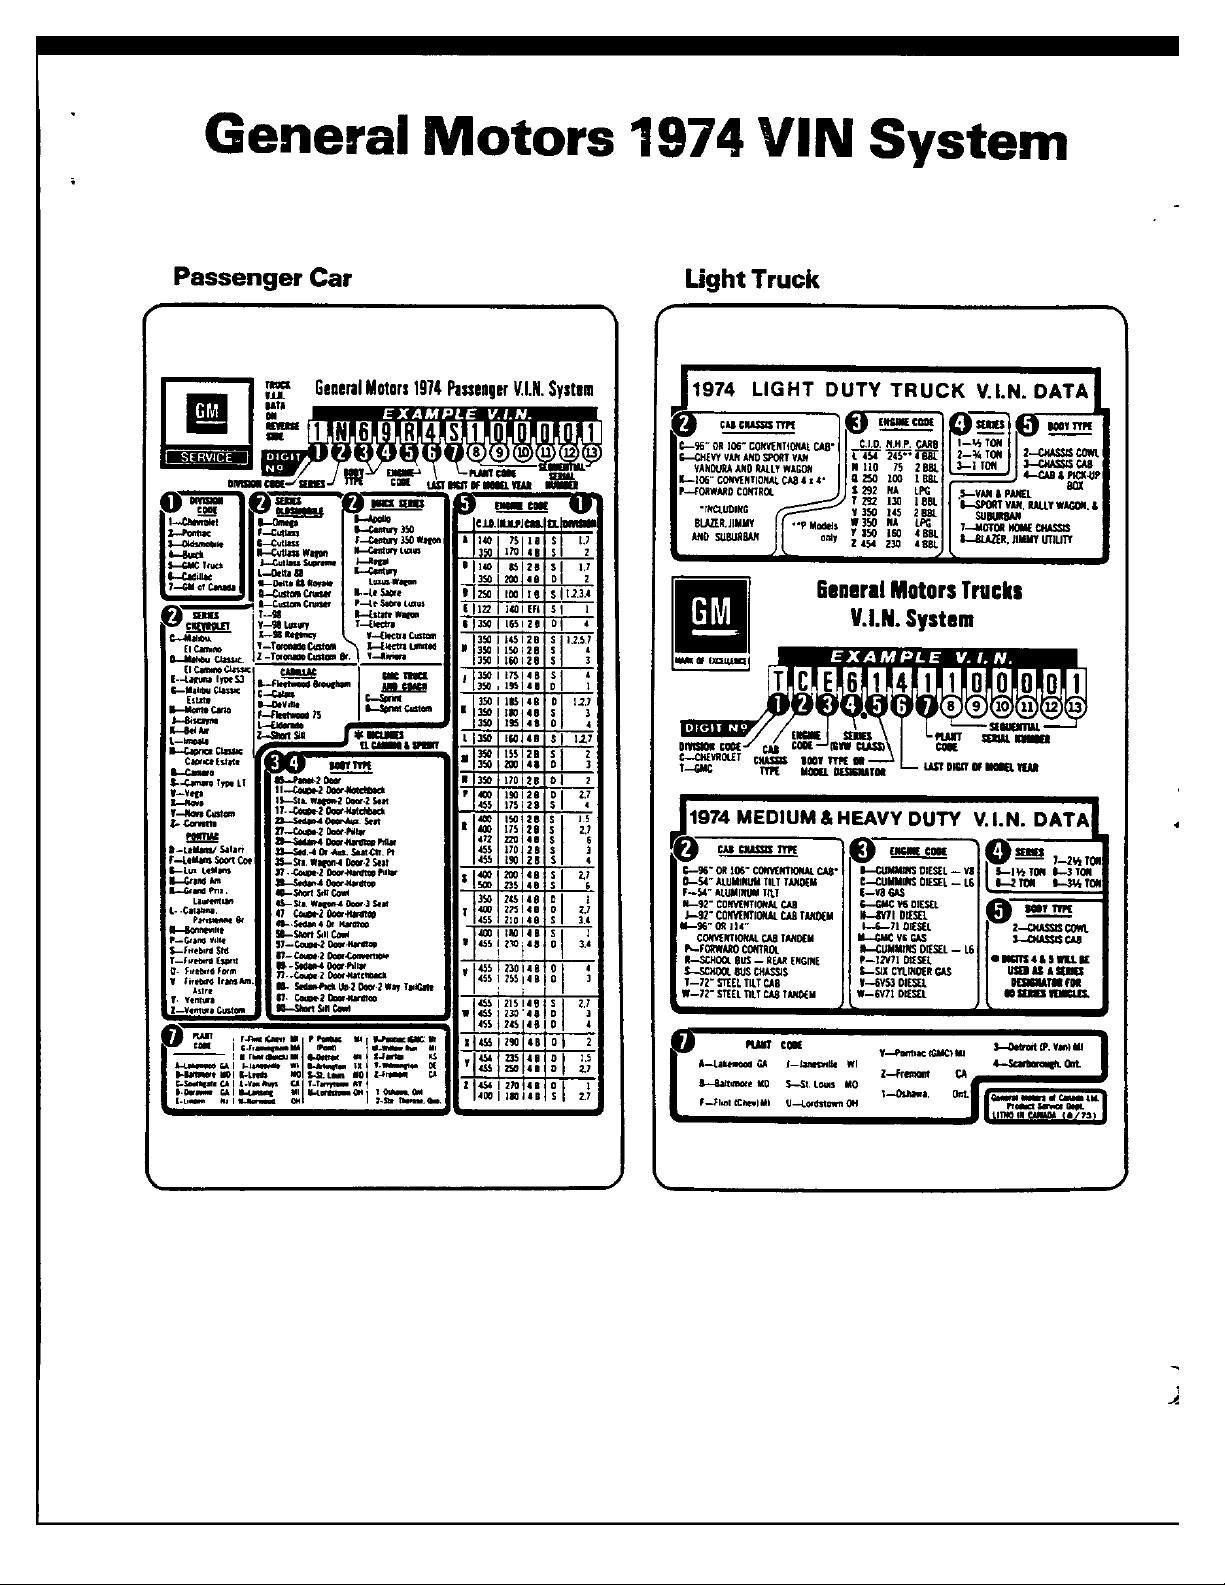 General Motors 1974 VIN System
Passenger Car
TRUCK
V.I.N.
DATA
ON
REVERSE
SIDE
GM
SERVICE
General Motors 1974 Passenger V.I.N. System
EXAMPLE V.I.N.
1N69R4S100001
DIGIT Nº 1 2 3 4 5 6 7 8 9 10 11 12 13
DIVISION CODE SERIES BODY TYPE ENGINE CODE LAST DIGIT OF MODEL YEAR PLANT CODE SEQUENTIAL SERIAL NUMBER
1 DIVISION CODE
1—Chevrolet
2—Pontiac
3—Oldsmobile
4—Buick
5—GMC Truck
6—Cadillac
7—GM of Canada
2 SERIES
CHEVROLET
C—Malibu.
El Camino
D—Malibu Classic.
El Camino Classic
E—Laguna Type S3
G—Malibu Classic
Estate
H—Monte Carlo
J—Biscayne
K—Bel Air
L—Impala
N—Caprice Classic
Caprice Estate
Q—Camaro
S—Camaro Type LT
V—Vega
X—Nova
Y—Nova Custom
Z—Corvette
PONTIAC
D—LeMans/ Safari
F—LeMans Sport Cpe
G—Lux LeMans
H—Grand Am
K—Grand Prix.
Laurentian
L—Catalina.
Parisienne Br
N—Bonneville
P—Grand Ville
S—Firebird Std
T—Firebird Esprit
U—Firebird Form
V Firebird Trans Am.
Astre
Y- Ventura
Z—Ventura Custom
2 SERIES
OLDSMOBILE
B—Omega
F—Cutlass
G—Cutlass
H—Cutlass Wagon
J—Cutlass Supreme
L—Delta 88
N—Delta 88 Royale
Q—Custom Cruiser
R—Custom Cruiser
T—98
V—98 Luxury
X—98 Regency
Y—Toronado Custom
Z—Toronado Custom Br.
CADILLAC
B—Fleetwood Brougham
C—Calais
D—DeVille
F—Fleetwood 75
L—Eldorado
Z—Short Sill
2 BUICK SERIES
B—Apollo
D—Century 350
F—Century 350 Wagon
H—Century Luxus
J—Regal
K—Century
Luxus Wagon
N—Le Sabre
P—Le Sabre Luxus
R—Estate Wagon
T—Electra
V—Electra Custom
X—Electra Limited
Y—Riviera
GMC TRUCK
AND COACH
C—Sprint
D—Sprint Custom
* INCLUDES
EL CAMINO & SPRINT
3 4 BODY TYPE
05—Panel-2 Door
11—Coupe-2 Door-Notchback
15—Sta. Wagon-2 Door-2 Seat
17—Coupe-2 Door-Hatchback
23—Sedan-4 Door-Aux. Seat
27—Coupe-2 Door-Pillar
29—Sedan-4 Door-Hardtop Pillar
33—Sed.-4 Dr-Aux. Seat-Ctr. Pt
35—Sta. Wagon-4 Door-2 Seat
37—Coupe-2 Door-Hardtop Pillar
39—Sedan-4 Door-Hardtop
40—Short Sill Cowl
45—Sta. Wagon-4 Door-3 Seat
47 Coupe-2 Door-Hardtop
49—Sedan-4 Dr Hardtop
57—Coupe-2 Door-Hardtop
67—Coupe-2 Door-Convertible
69—Sedan-4 Door-Pillar
77—Coupe-2 Door-Hatchback
80—Sedan-Pick Up-2 Door-2 Way TailGate
87—Coupe-2 Door-Hardtop
90—Short Sill Cowl
5 ENGINE CODE 1
C.I.D. N.H.P. CRB. EX. DIVISION
A 140 75 1B S 1.7
350 170 4B S 2
B 140 85 2B S 1.7
350 200 4B D 2
D 250 100 1B S 1.2.3.4
E 122 140 EFI S 1
G 350 165 2B D 4
H 350 145 2B S 1.2.5.7
350 150 2B S 4
350 160 2B S 3
J 350 175 4B S 4
350 195 4B D 1
K 350 185 4B D 1.2.7
350 180 4B S 3
350 195 4B D 4
L 350 160 4B S 1.2.7
M 350 155 2B S 2
350 200 4B D 3
N 350 170 2B D 2
P 400 190 2B D 2.7
455 175 2B S 4
R 400 150 2B S 1.5
400 175 2B S 2.7
472 220 4B S 6
455 170 2B S 3
455 190 2B S 4
S 400 200 4B D 2.7
500 235 4B S 6
T 350 245 4B D 1
400 225 4B D 2.7
455 210 4B S 3.4
U 400 180 4B S 1
455 230 4B D 3.4
V 455 230 4B D 4
455 255 4B D 3
W 455 215 4B S 2.7
455 230 4B D 3
455 245 4B D 4
X 455 290 4B D 2
Y 454 235 4B D 1.5
455 250 4B D 2.7
Z 454 270 4B D 1
400 180 4B S 2.7
7 PLANT CODE
A—Lakewood GA
B—Baltimore MD
C—Southgate CA
D—Doraville GA
E—Linden NJ
F—Flint (Chev) MI
G—Framingham MA
H Flint (Buick) MI
J—Janesville WI
K—Leeds MO
L—Van Nuys CA
M—Lansing MI
N—Norwood OH
P Pontiac (Pont) MI
Q—Detroit MI
R—Arlington TX
S—St. Louis MO
T—Tarrytown NY
U—Lordstown OH
V—Pontiac (GMC) MI
W—Willow Run MI
X—Fairfax KS
Y—Wilmington DE
Z—Fremont CA
1 Oshawa, Ont
2—Ste Therese, Que.
Light Truck
1974 LIGHT DUTY TRUCK V.I.N. DATA
2 CAB CHASSIS TYPE
C—96" OR 106" CONVENTIONAL CAB*
G—CHEVY VAN AND SPORT VAN
VANDURA AND RALLY WAGON
K—106" CONVENTIONAL CAB 4 x 4*
P—FORWARD CONTROL
*INCLUDING
BLAZER, JIMMY
AND SUBURBAN
**P Models
only
3 ENGINE CODE
C.I.D. N.H.P. CARB
L 454 245** 4 BBL
N 110 75 2 BBL
Q 250 100 1 BBL
S 292 NA LPG
T 292 130 1 BBL
V 350 145 2 BBL
W 350 NA LPG
Y 350 160 4 BBL
Z 454 230 4 BBL
4 SERIES
1—½ TON
2—¾ TON
3—1 TON
5 BODY TYPE
2—CHASSIS COWL
3—CHASSIS CAB
4—CAB & PICK-UP
BOX
5—VAN & PANEL
6—SPORT VAN, RALLY WAGON, &
SUBURBAN
7—MOTOR HOME CHASSIS
8—BLAZER, JIMMY UTILITY
GM
MARK OF EXCELLENCE
General Motors Trucks
V.I.N. System
EXAMPLE V.I.N.
TCE6141100001
DIGIT Nº 1 2 3 4 5 6 7 8 9 10 11 12 13
DIVISION CODE
C—CHEVROLET
T—GMC
CAB CHASSIS TYPE
ENGINE CODE
SERIES (GVW CLASS)
BODY TYPE OR MODEL DESIGNATOR
LAST DIGIT OF MODEL YEAR
PLANT CODE
SEQUENTIAL SERIAL NUMBER
1974 MEDIUM & HEAVY DUTY V.I.N. DATA
2 CAB CHASSIS TYPE
C—96" OR 106" CONVENTIONAL CAB*
D—54" ALUMINUM TILT TANDEM
F—54" ALUMINUM TILT
H—92" CONVENTIONAL CAB
J—92" CONVENTIONAL CAB TANDEM
M—96" OR 114"
CONVENTIONAL CAB TANDEM
P—FORWARD CONTROL
R—SCHOOL BUS — REAR ENGINE
S—SCHOOL BUS CHASSIS
T—72" STEEL TILT CAB
W—72" STEEL TILT CAB TANDEM
3 ENGINE CODE
B—CUMMINS DIESEL — V8
C—CUMMINS DIESEL — L6
E—V8 GAS
G—GMC V6 DIESEL
H—8V71 DIESEL
I—6—71 DIESEL
M—GMC V6 GAS
N—CUMMINS DIESEL — L6
P—12V71 DIESEL
S—SIX CYLINDER GAS
V—6V53 DIESEL
W—6V71 DIESEL
4 SERIES
5—1½ TON
6—2 TON
7—2½ TON
8—3 TON
9—3¼ TON
5 BODY TYPE
2—CHASSIS COWL
3—CHASSIS CAB
● DIGITS 4 & 5 WILL BE
USED AS A SERIES
DESIGNATOR FOR
90 SERIES VEHICLES.
7 PLANT CODE
A—Lakewood GA
B—Baltimore MD
F—Flint (Chev) MI
J—Janesville WI
S—St. Louis MO
U—Lordstown OH
V—Pontiac (GMC) MI
Z—Fremont CA
1—Oshawa. Ont.
3—Detroit (P. Van) MI
4—Scarborough, Ont.
General Motors of Canada Ltd.
Product Service Dept.
LITHO IN CANADA (8/73)